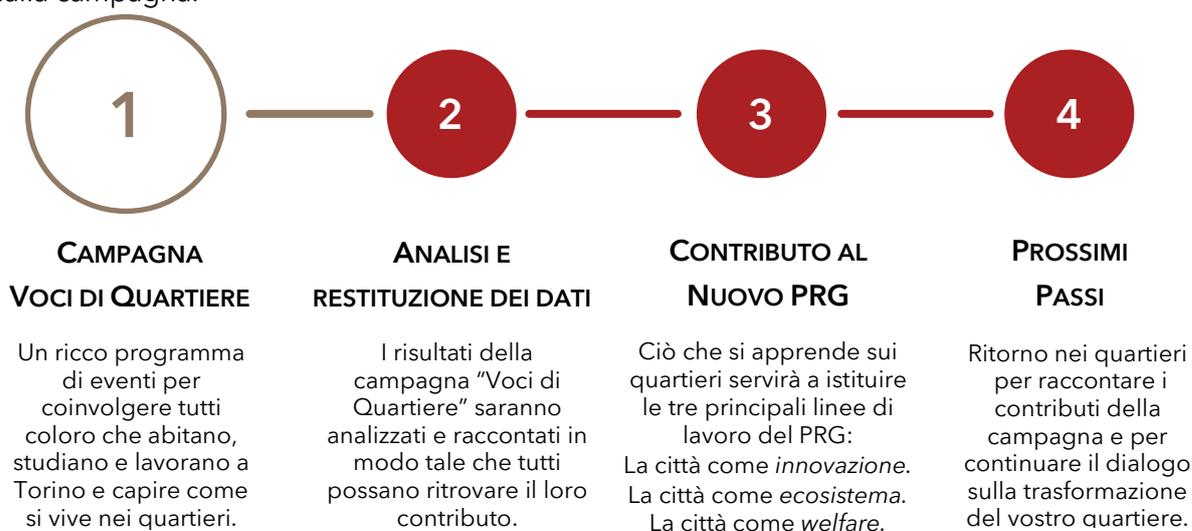 campagna.
1
2
3
4
CAMPAGNA
VOCI DI QUARTIERE
Un ricco programma
di eventi per
coinvolgere tutti
coloro che abitano,
studiano e lavorano a
Torino e capire come
si vive nei quartieri.
ANALISI E
RESTITUZIONE DEI DATI
I risultati della
campagna “Voci di
Quartiere” saranno
analizzati e raccontati in
modo tale che tutti
possano ritrovare il loro
contributo.
CONTRIBUTO AL
NUOVO PRG
Ciò che si apprende sui
quartieri servirà a istituire
le tre principali linee di
lavoro del PRG:
La città come innovazione.
La città come ecosistema.
La città come welfare.
PROSSIMI
PASSI
Ritorno nei quartieri
per raccontare i
contributi della
campagna e per
continuare il dialogo
sulla trasformazione
del vostro quartiere.